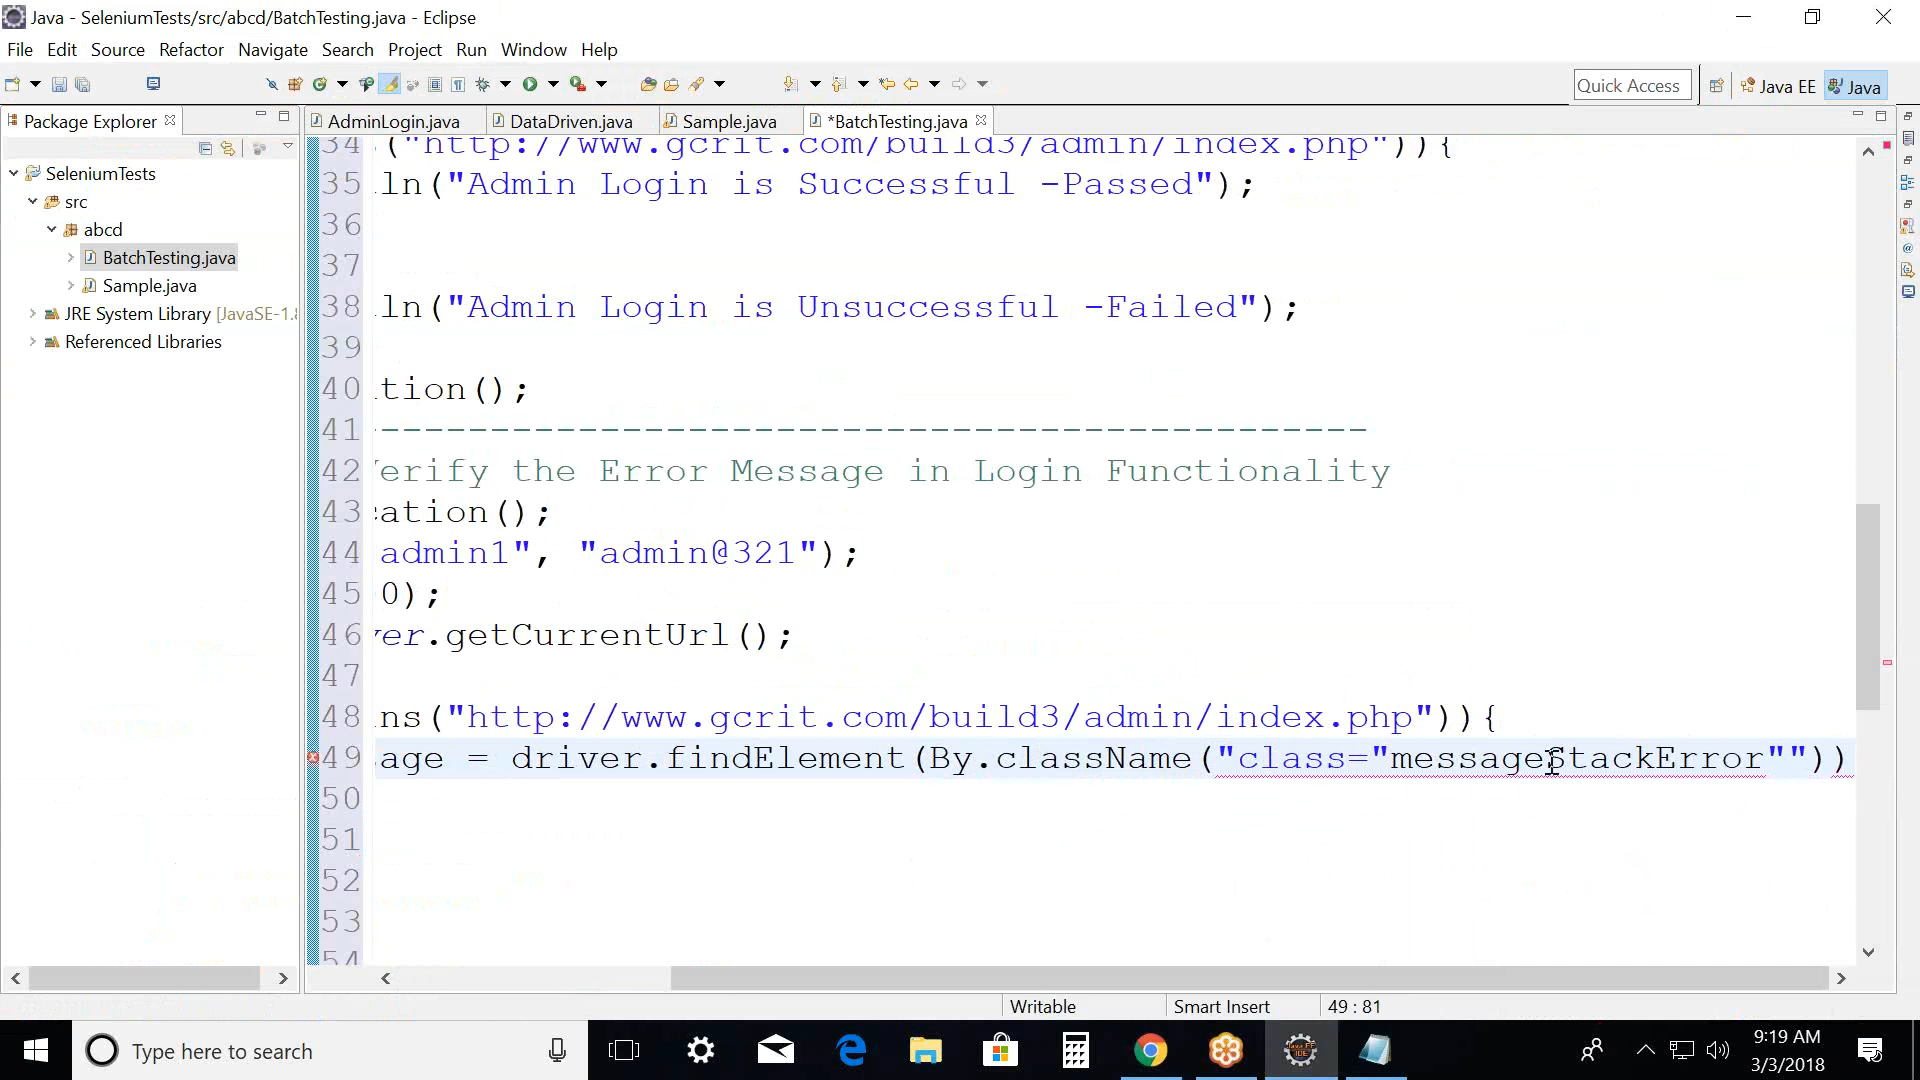 Java - SeleniumTests/src/abcd/BatchTesting.java - Eclipse
File Edit Source Refactor Navigate Search Project Run Window Help
Quick Access Java EE Java
Package Explorer
AdminLogin.java DataDriven.java Sample.java *BatchTesting.java
SeleniumTests
src
abcd
BatchTesting.java
Sample.java
JRE System Library [JavaSE-1.8
Referenced Libraries
34 ("http://www.gcrit.com/build3/admin/index.php")){
35 ln("Admin Login is Successful -Passed");
36
37
38 ln("Admin Login is Unsuccessful -Failed");
39
40 tion();
41 ---------------------------------------------
42 Verify the Error Message in Login Functionality
43 cation();
44 admin1", "admin@321");
45 0);
46 ver.getCurrentUrl();
47
48 ns("http://www.gcrit.com/build3/admin/index.php")){
49 sage = driver.findElement(By.className("class="messageStackError""))
50
51
52
53
54
Writable Smart Insert 49 : 81
Type here to search
9:19 AM
3/3/2018